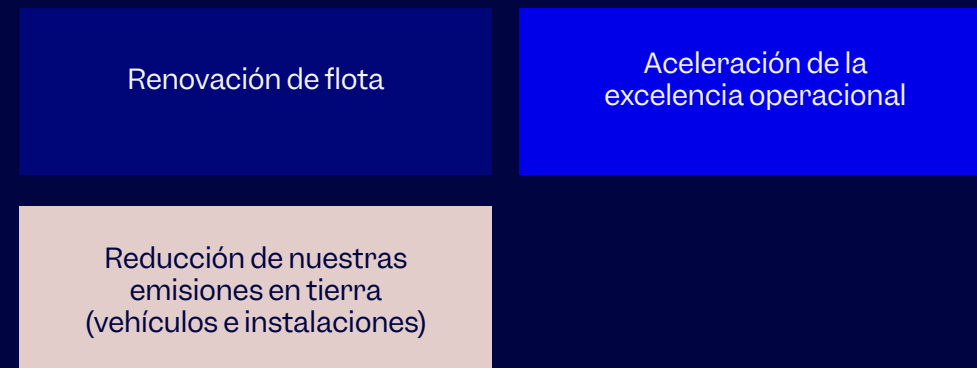 Renovación de flota
Aceleración de la
excelencia operacional
Reducción de nuestras
emisiones en tierra
(vehículos e instalaciones)